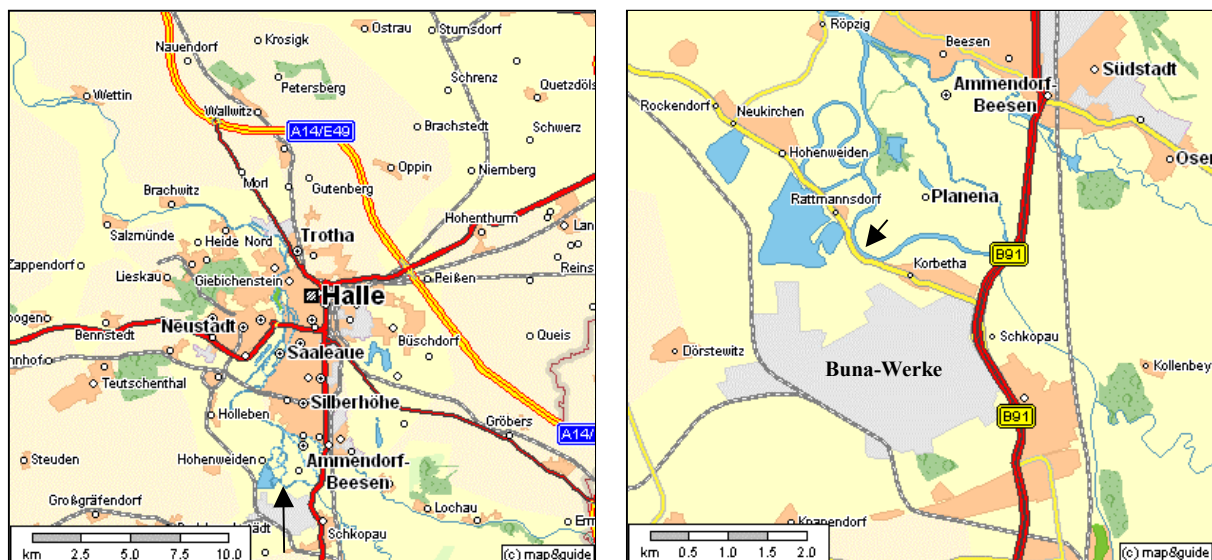 Ostrau
Sturnsdorf
Krosigk
Nauendorf
Schrenz
Petersberg
Quetzdöls
Wettin
Wallwitz
A14/E49
Brachstedt
Schwerz
Oppin
Niemberg
Morl
Gutenberg
Brachwitz
Hohenthurm
Lan
Salzmünde
Heide Nord
Trotha
Zappendorf
Reins
Lieskau
Giebichenstein
Peißen
Halle
Neustadt
Queis
Bennstedt
Büschdorf
Saaleaue
Teutschenthal
Silberhöhe
Holleben
Gröbers
A14/
Steuden
Hohenweiden
Ammendorf-
Beesen
Großgräfendorf
Lochau
Schkopau
km 2.5 5.0 7.5 10.0
(c) map&guide
Röpzig
Beesen
Südstadt
Ammendorf-
Beesen
Rockendorf
Neukirchen
Hohenweiden
Osen
Planena
Rattmannsdorf
B91
Korbetha
Schkopau
Dörstewitz
Buna-Werke
Kollenbey
B91
Knapendorf
km 0.5 1.0 1.5 2.0
(c) map&guide